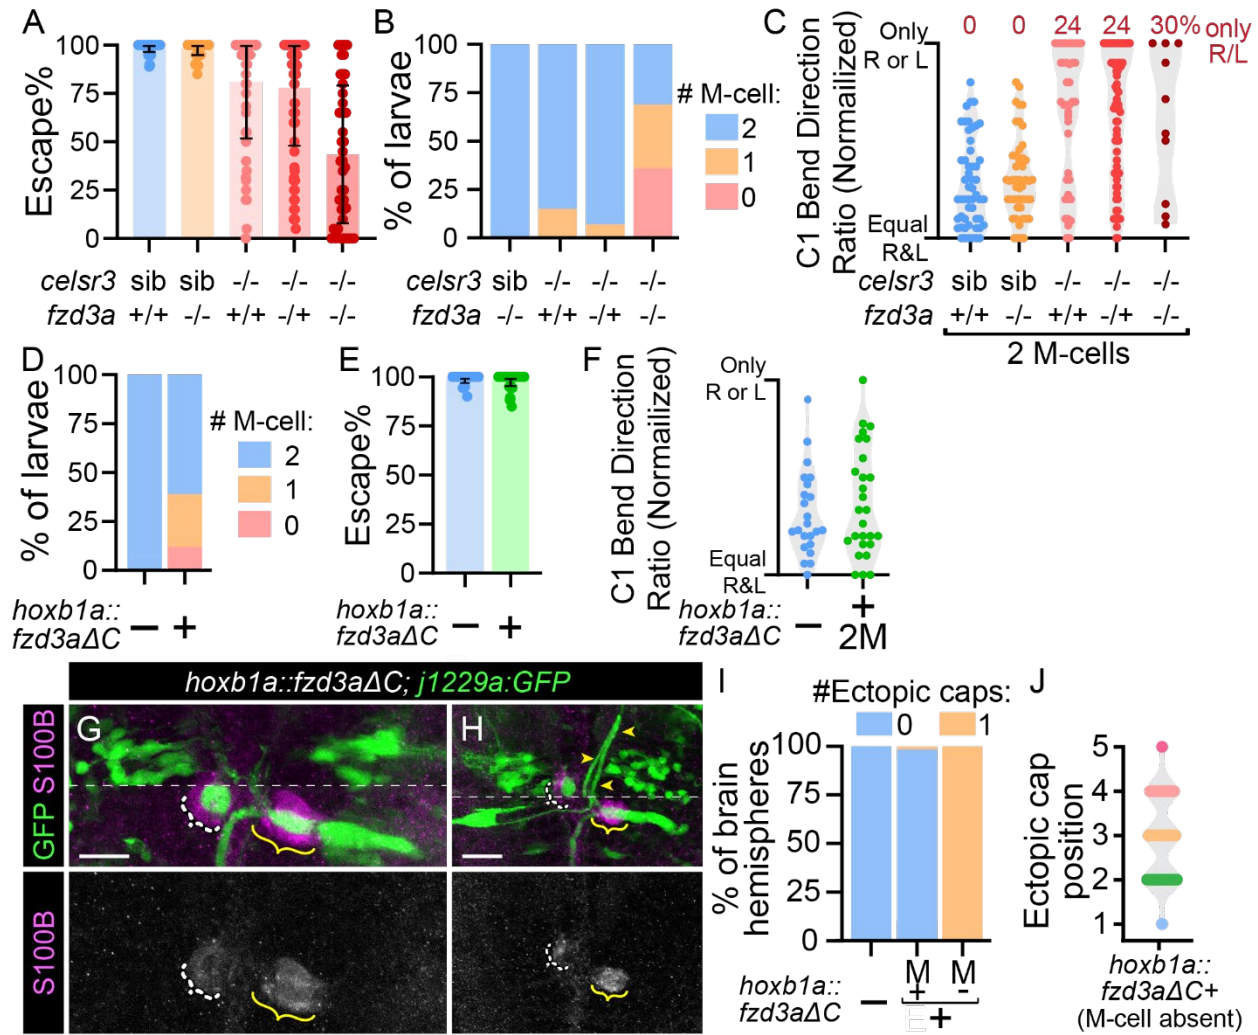 A
Escape%
100
75
50
25
0
celsr3 sib sib -/- -/- -/-
fzd3a +/+ -/- +/+ -/+ -/-
B
% of larvae
100
75
50
25
0
# M-cell:
2
1
0
sib -/- -/- -/-
-/- +/+ -/+ -/-
C
C1 Bend Direction
Ratio (Normailized)
Only
R or L
Equal
R&L
0 0 24 24 30% only
R/L
celsr3 sib sib -/- -/- -/-
fzd3a +/+ -/- +/+ -/+ -/-
2 M-cells
D
% of larvae
100
75
50
25
0
# M-cell:
2
1
0
hoxb1a::
fzd3aΔC
− +
E
Escape%
100
75
50
25
0
hoxb1a::
fzd3aΔC
− +
F
C1 Bend Direction
Ratio (Normailized)
Only
R or L
Equal
R&L
hoxb1a::
fzd3aΔC
− +
2M
hoxb1a::fzd3aΔC; j1229a:GFP
GFP S100B
G
H
S100B
I
#Ectopic caps:
0 1
% of brain
hemispheres
100
75
50
25
0
M M
+ -
hoxb1a::
fzd3aΔC
− +
E
J
Ectopic cap
position
5
4
3
2
1
hoxb1a::
fzd3aΔC+
(M-cell absent)